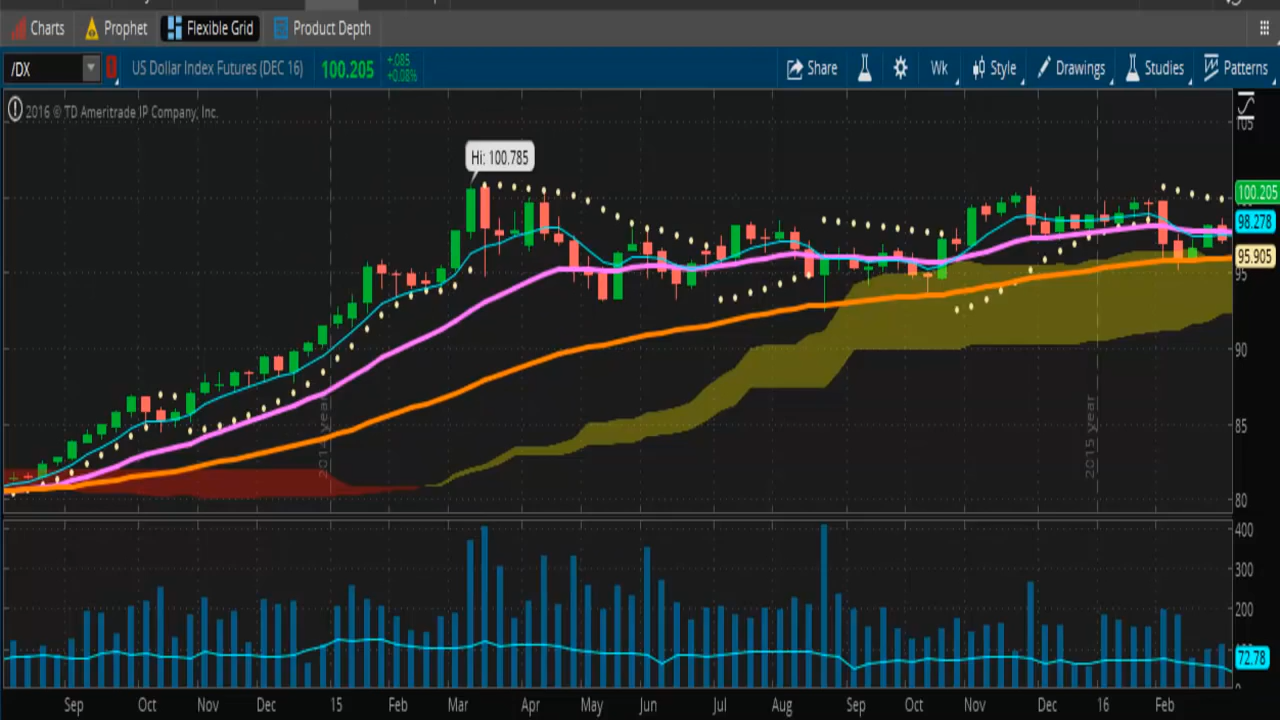 Charts Prophet Flexible Grid Product Depth
/DX US Dollar Index Futures (DEC 16) 100.205 +.085 +0.08% Share Wk Style Drawings Studies Patterns
2016 © TD Ameritrade IP Company, Inc.
105
Hi: 100.785
100.205
98.278
95.905
95
90
85
80
2014 year
2015 year
400
300
200
72.78
0
Sep Oct Nov Dec 15 Feb Mar Apr May Jun Jul Aug Sep Oct Nov Dec 16 Feb